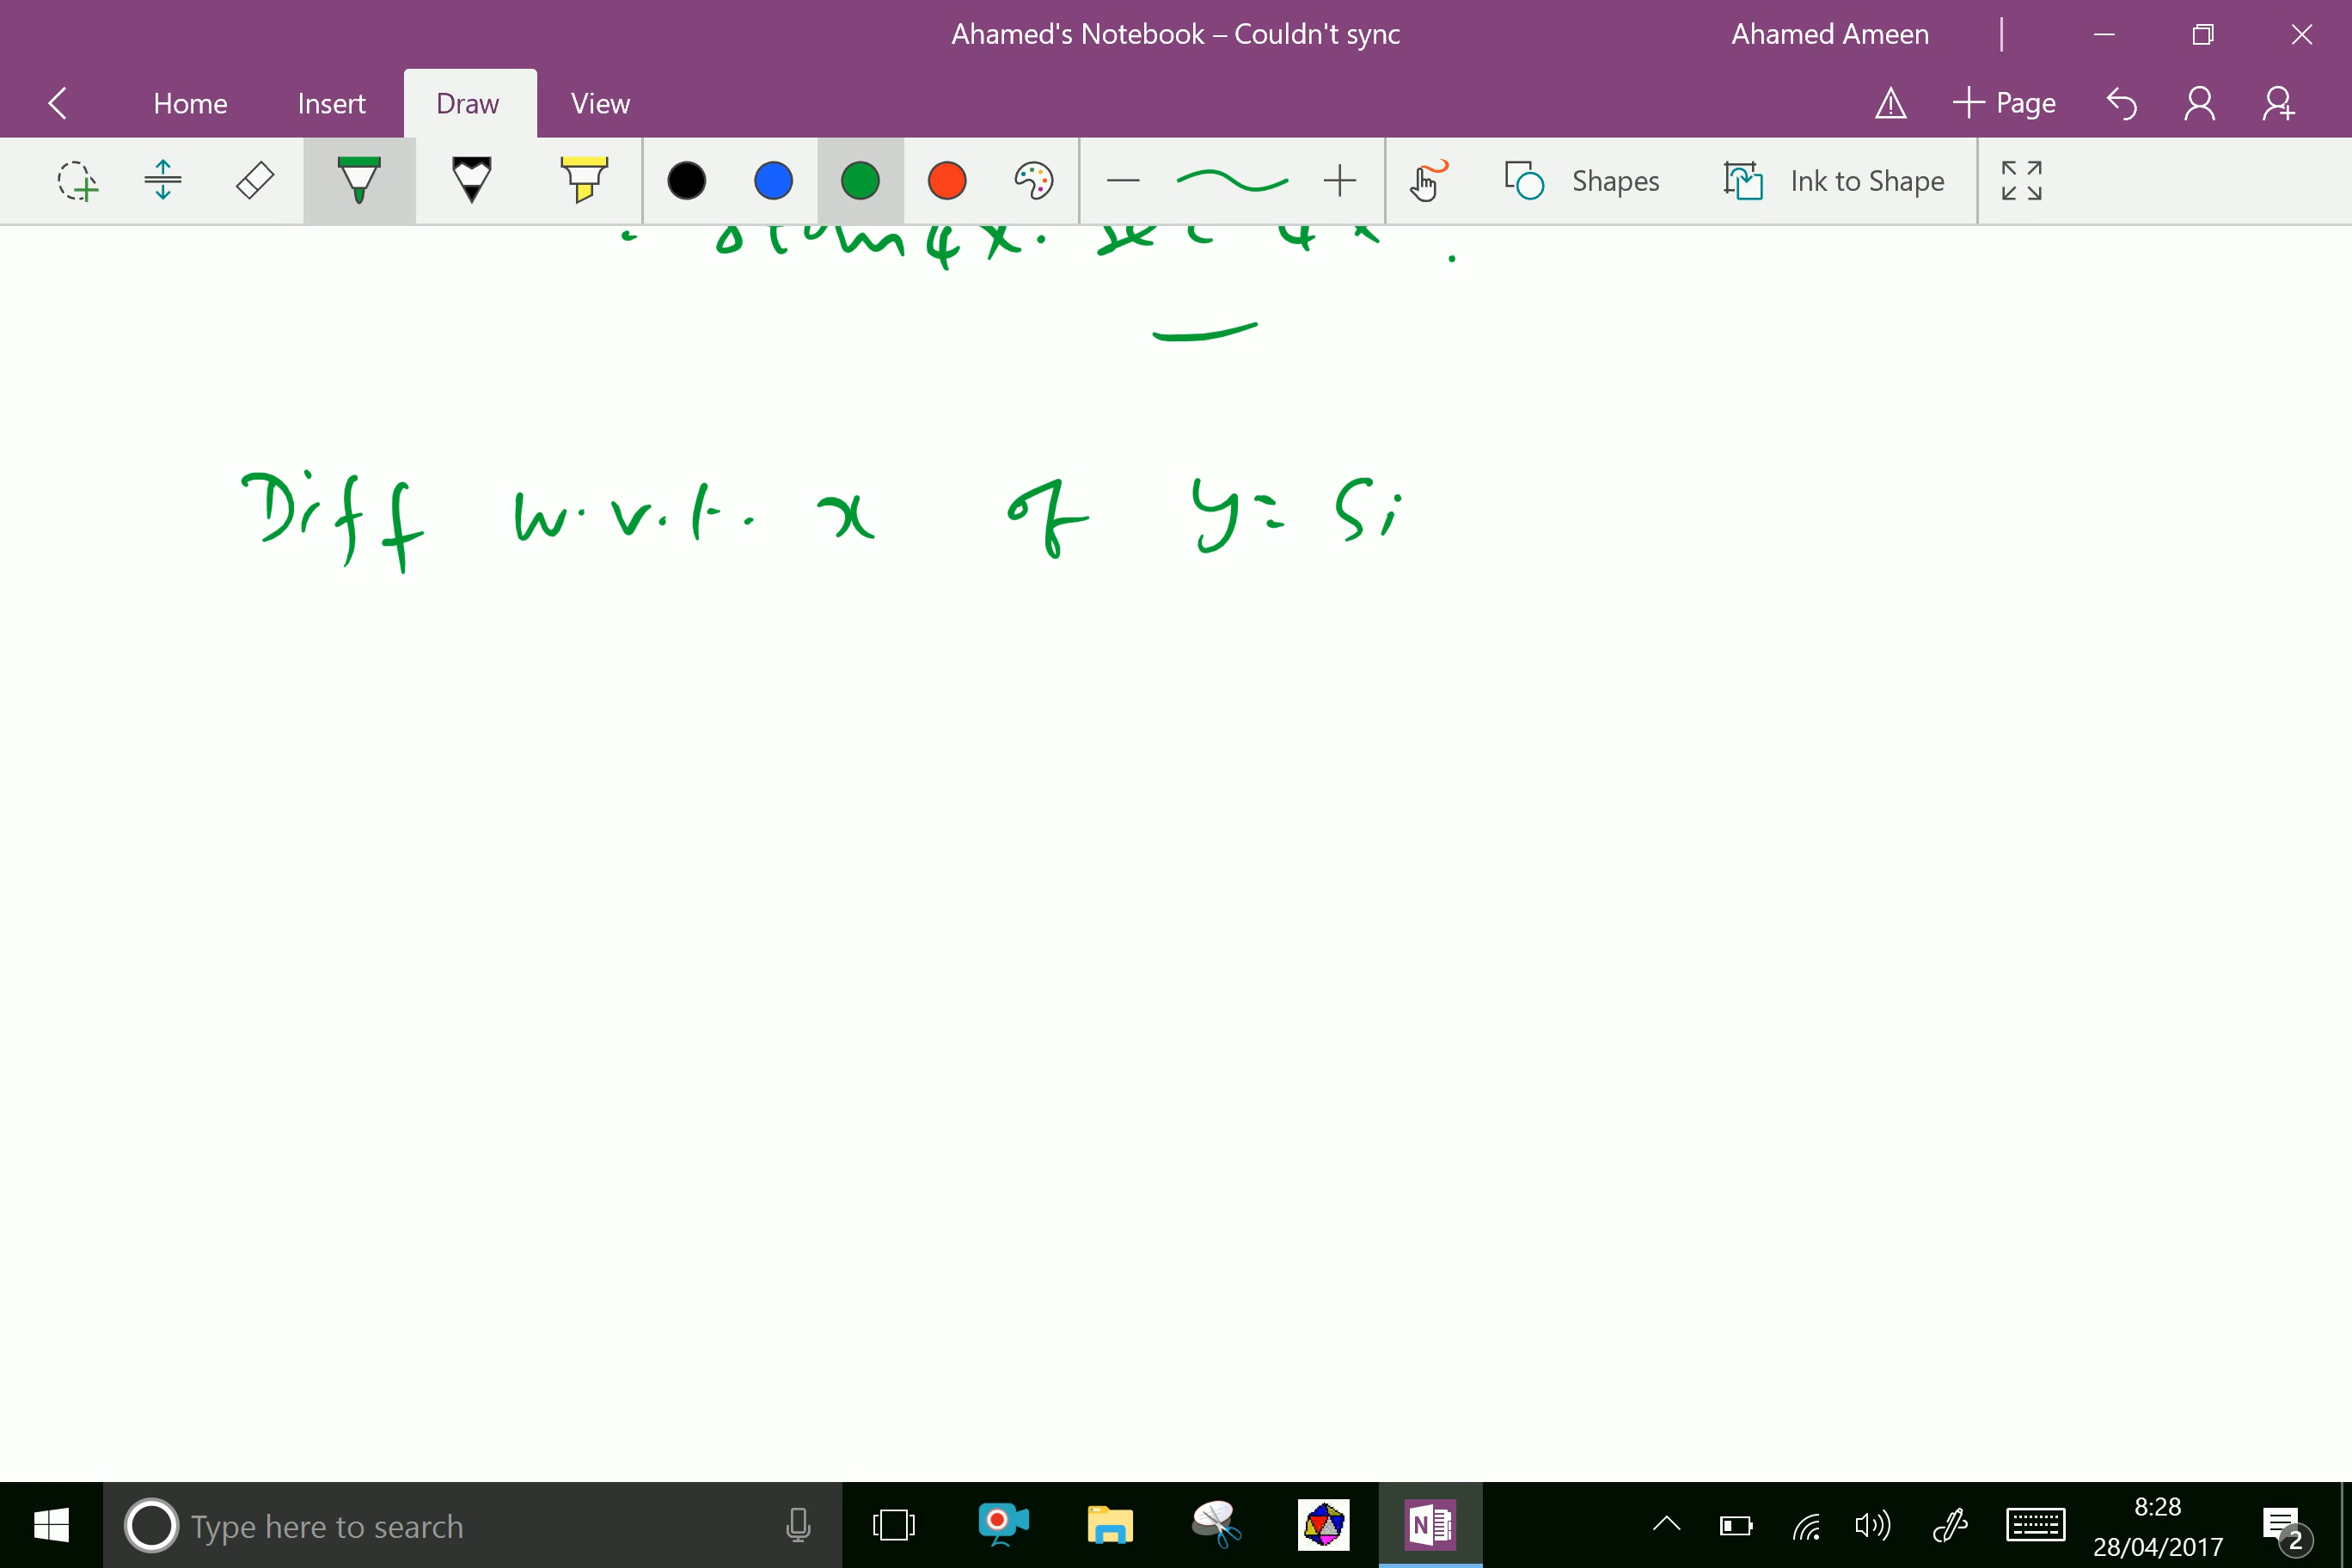 Ahamed's Notebook – Couldn't sync
Ahamed Ameen
Home Insert Draw View
Page
Shapes Ink to Shape
Diff w.r.t. x of y= Si
Type here to search
N
8:28
28/04/2017
2